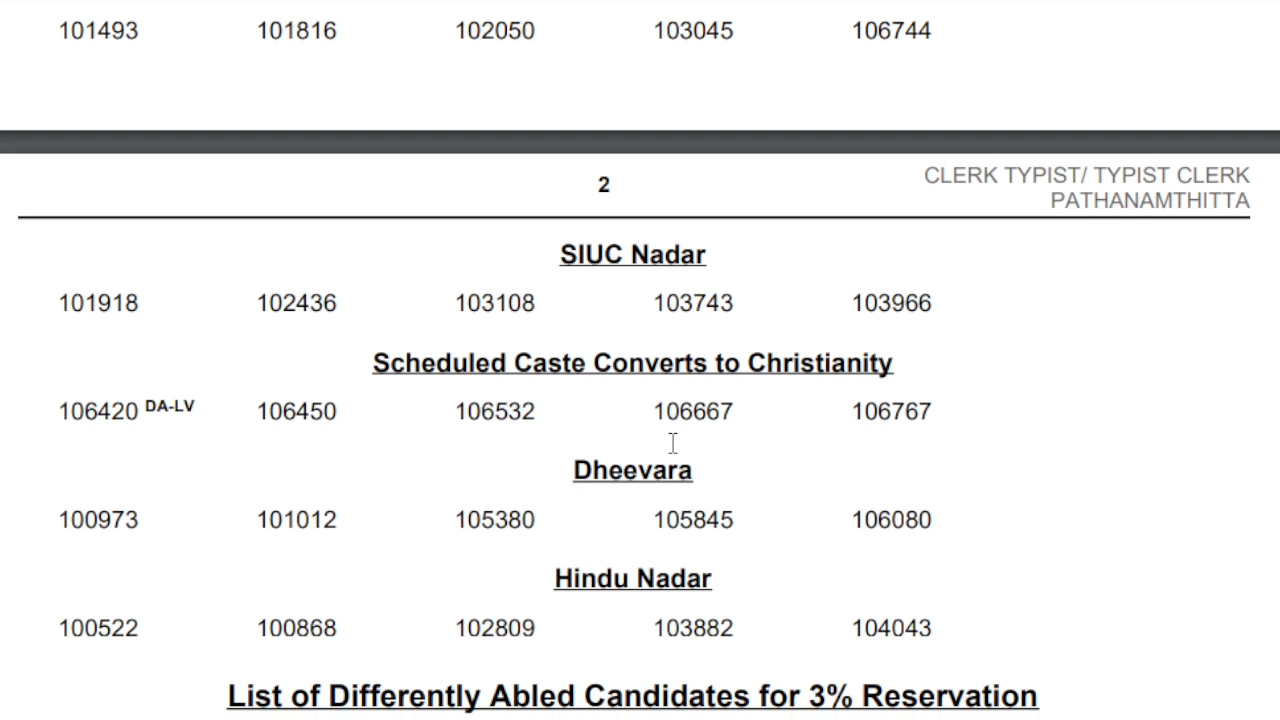 101493 101816 102050 103045 106744
2
CLERK TYPIST/ TYPIST CLERK
PATHANAMTHITTA
SIUC Nadar
101918 102436 103108 103743 103966
Scheduled Caste Converts to Christianity
106420 DA-LV 106450 106532 106667 106767
Dheevara
100973 101012 105380 105845 106080
Hindu Nadar
100522 100868 102809 103882 104043
List of Differently Abled Candidates for 3% Reservation